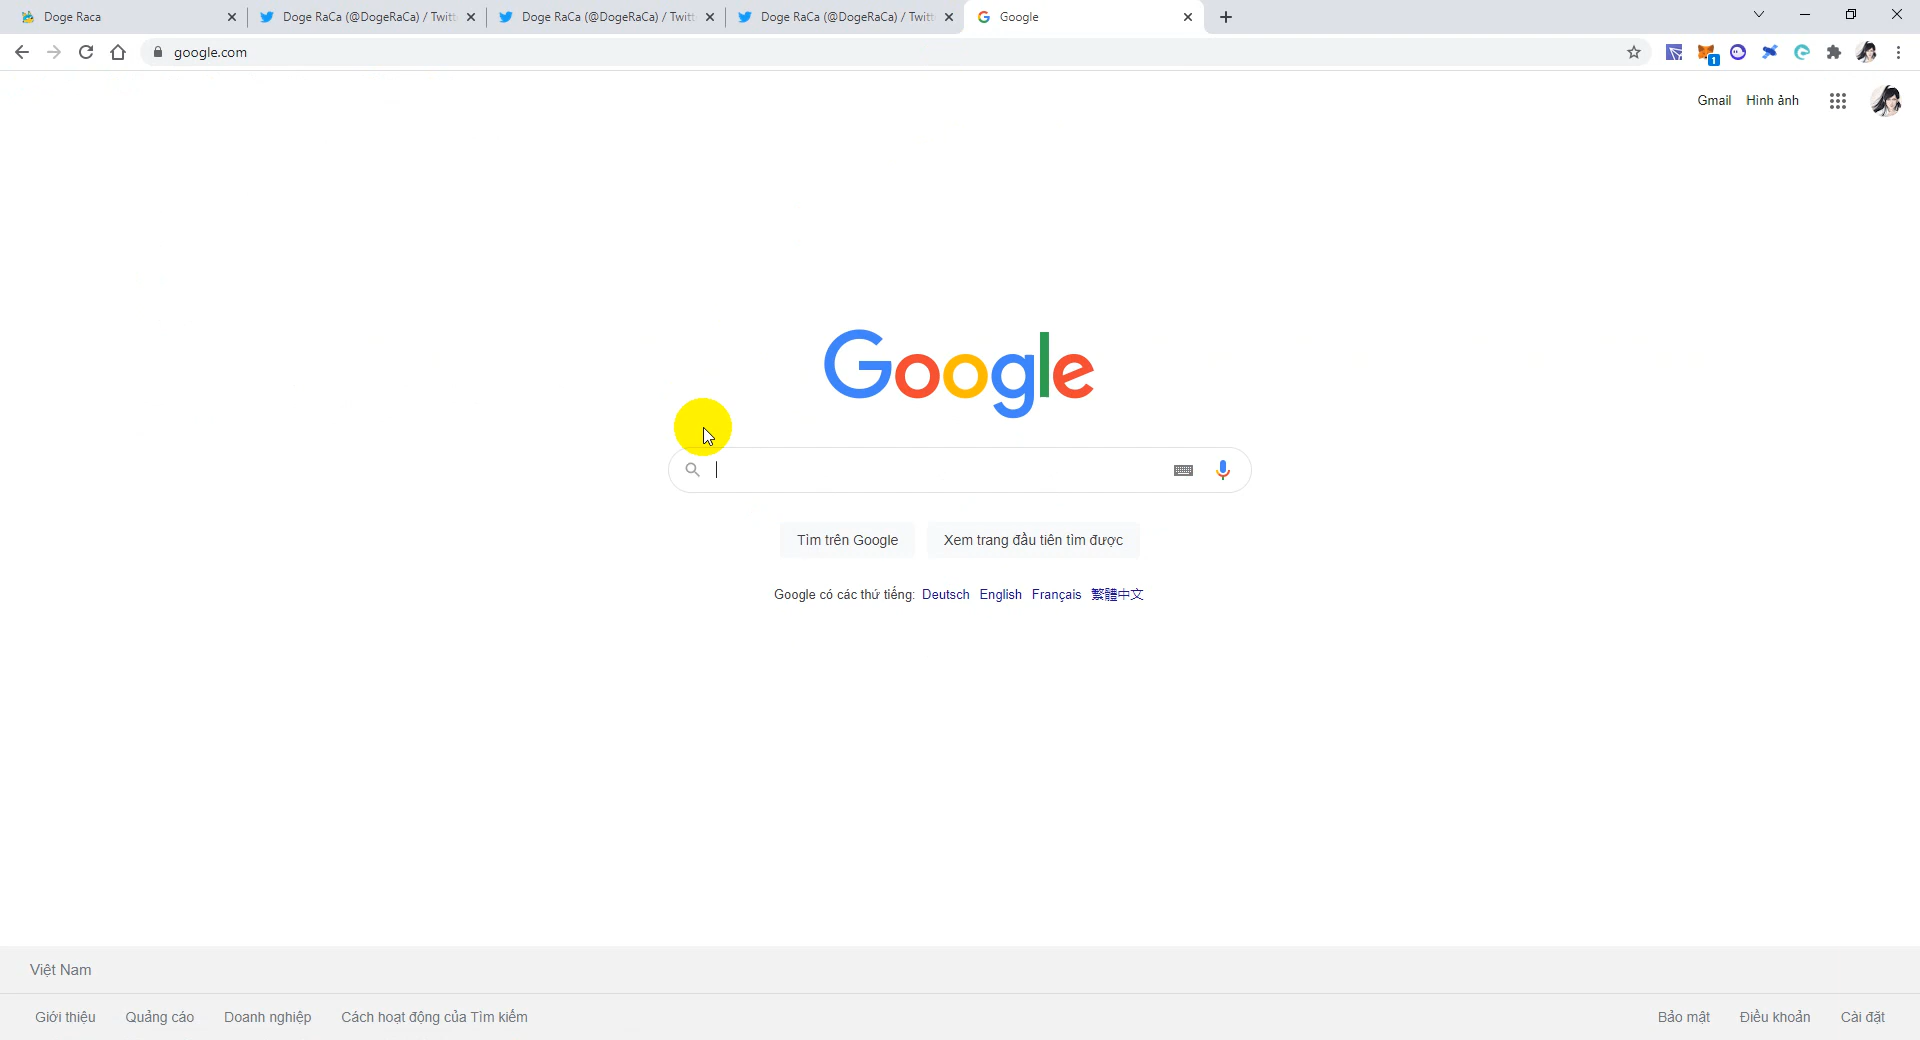 Doge Raca
Doge RaCa (@DogeRaCa) / Twitt
Doge RaCa (@DogeRaCa) / Twitt
Doge RaCa (@DogeRaCa) / Twitt
Google
google.com
1
Gmail Hình ảnh
Google
Tìm trên Google Xem trang đầu tiên tìm được
Google có các thứ tiếng: Deutsch English Français 繁體中文
Việt Nam
Giới thiệu Quảng cáo Doanh nghiệp Cách hoạt động của Tìm kiếm Bảo mật Điều khoản Cài đặt